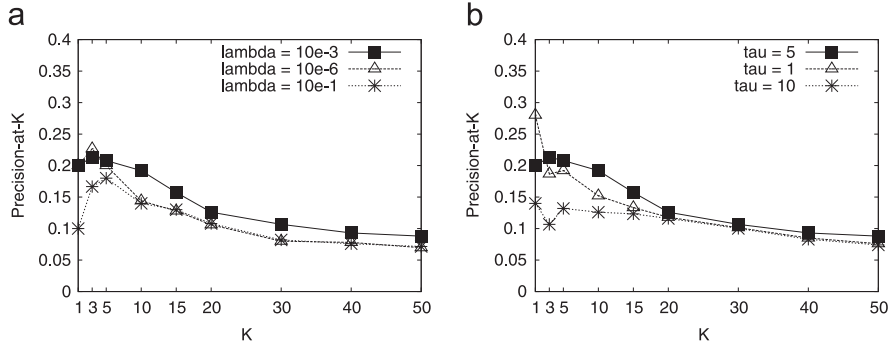 a
0.4
0.35
0.3
0.25
0.2
0.15
0.1
0.05
0
Precision-at-K
lambda = 10e-3
lambda = 10e-6
lambda = 10e-1
1 3 5 10 15 20 30 40 50
K
b
0.4
0.35
0.3
0.25
0.2
0.15
0.1
0.05
0
Precision-at-K
tau = 5
tau = 1
tau = 10
1 3 5 10 15 20 30 40 50
K